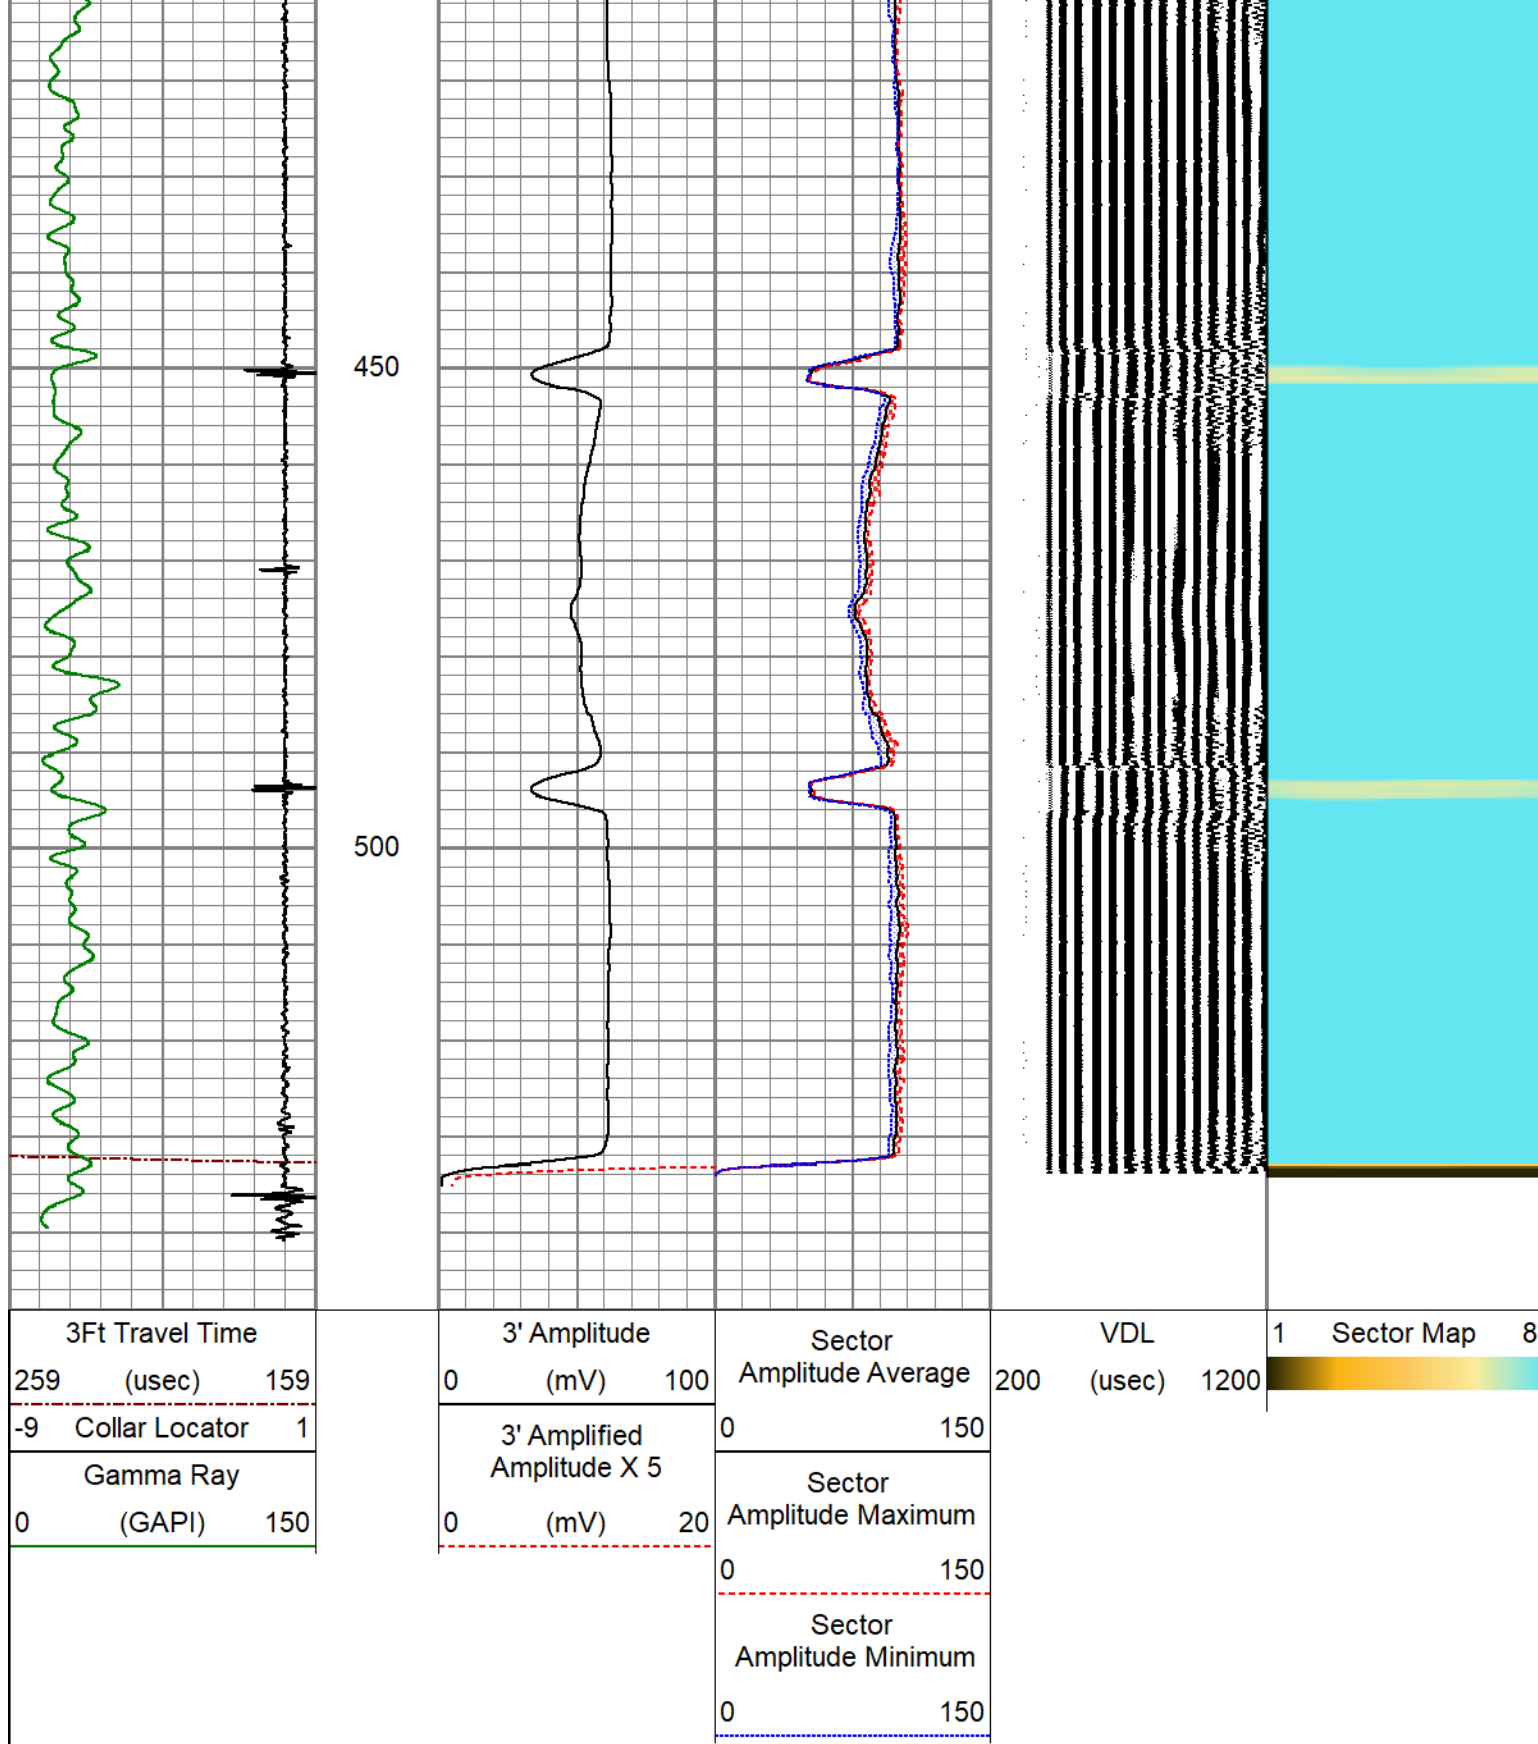 450
500
3Ft Travel Time
259 (usec) 159
-9 Collar Locator 1
Gamma Ray
0 (GAPI) 150
3' Amplitude
0 (mV) 100
3' Amplified
Amplitude X 5
0 (mV) 20
Sector
Amplitude Average
0 150
Sector
Amplitude Maximum
0 150
Sector
Amplitude Minimum
0 150
VDL
200 (usec) 1200
1 Sector Map 8